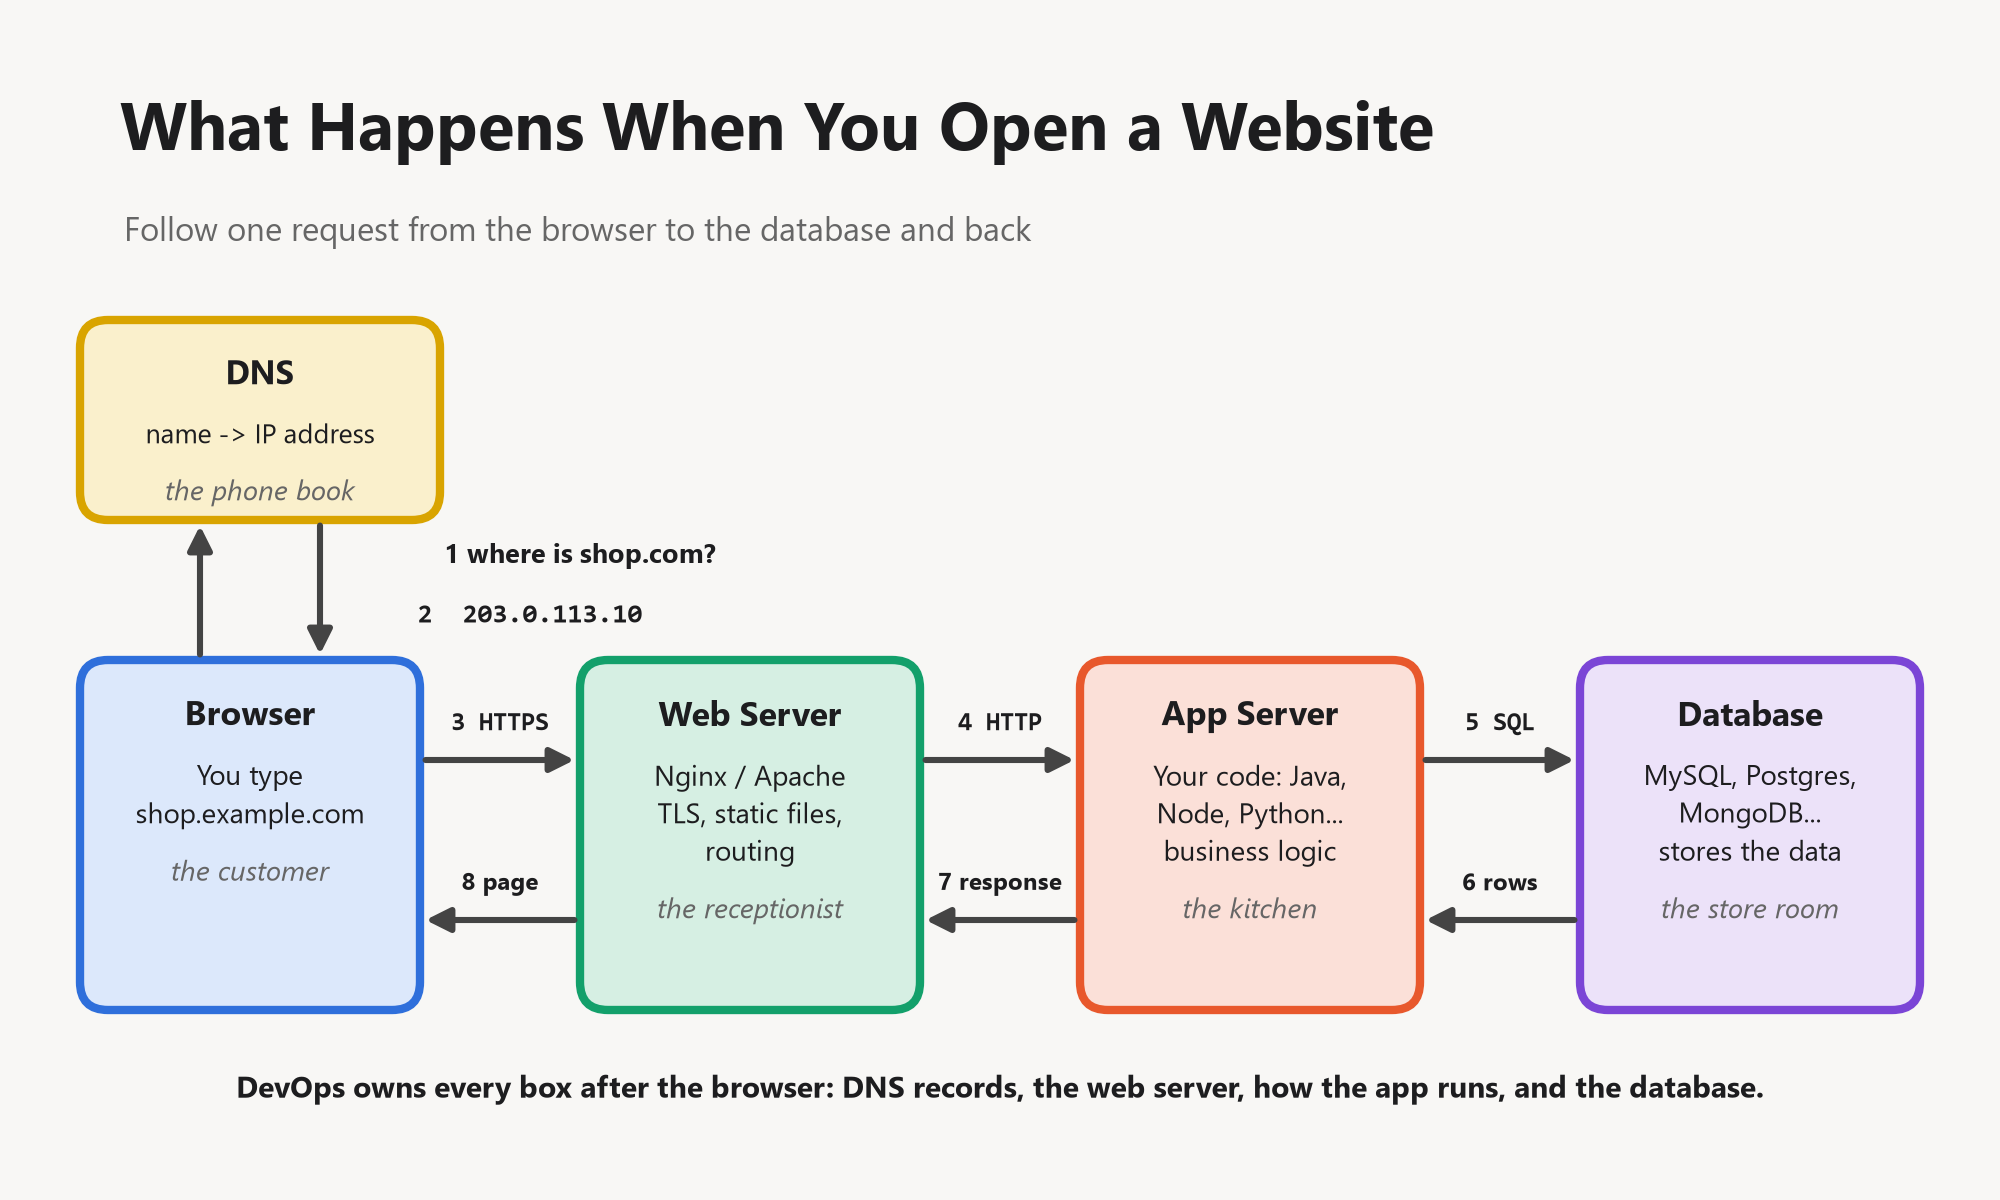 What Happens When You Open a Website
Follow one request from the browser to the database and back
DNS
name -> IP address
the phone book
1 where is shop.com?
2 203.0.113.10
Browser
You type
shop.example.com
the customer
3 HTTPS
8 page
Web Server
Nginx / Apache
TLS, static files,
routing
the receptionist
4 HTTP
7 response
App Server
Your code: Java,
Node, Python...
business logic
the kitchen
5 SQL
6 rows
Database
MySQL, Postgres,
MongoDB...
stores the data
the store room
DevOps owns every box after the browser: DNS records, the web server, how the app runs, and the database.